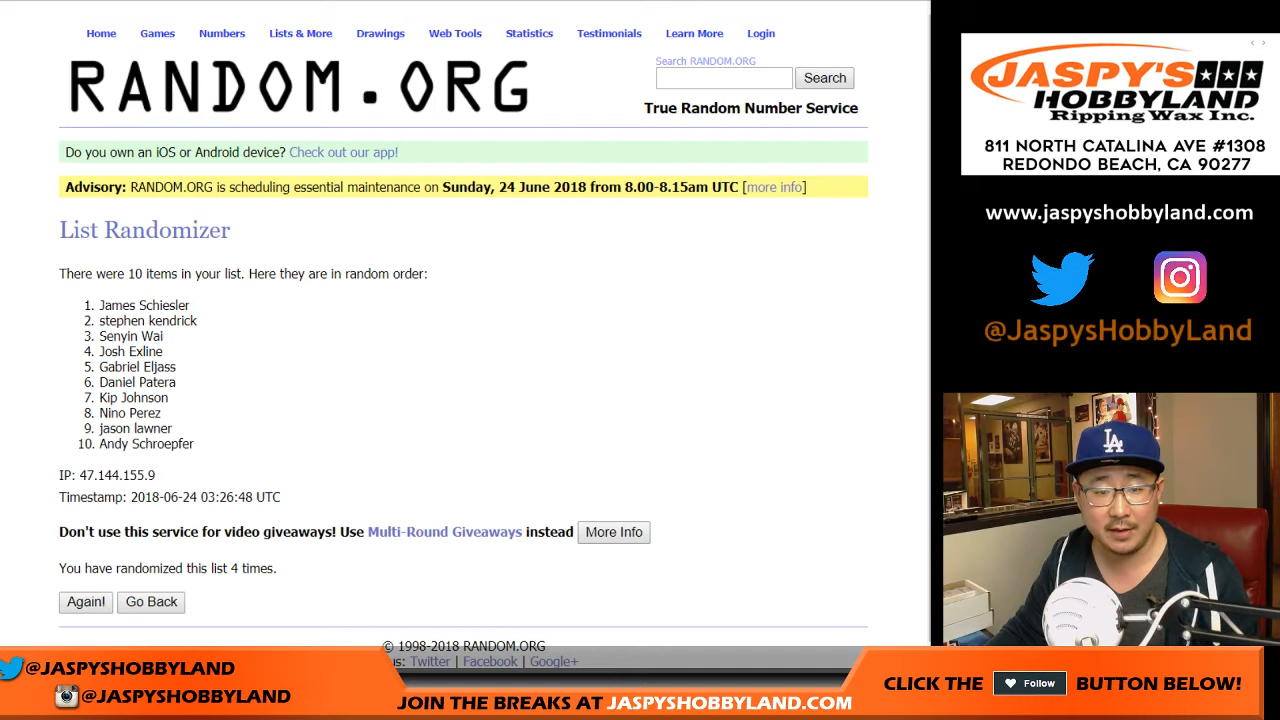 Home Games Numbers Lists & More Drawings Web Tools Statistics Testimonials Learn More Login
RANDOM.ORG
Search RANDOM.ORG
Search
True Random Number Service
Do you own an iOS or Android device? Check out our app!
Advisory: RANDOM.ORG is scheduling essential maintenance on Sunday, 24 June 2018 from 8.00-8.15am UTC [more info]
List Randomizer
There were 10 items in your list. Here they are in random order:
1. James Schiesler
2. stephen kendrick
3. Senyin Wai
4. Josh Exline
5. Gabriel Eljass
6. Daniel Patera
7. Kip Johnson
8. Nino Perez
9. jason lawner
10. Andy Schroepfer
IP: 47.144.155.9
Timestamp: 2018-06-24 03:26:48 UTC
Don't use this service for video giveaways! Use Multi-Round Giveaways instead More Info
You have randomized this list 4 times.
Again! Go Back
© 1998-2018 RANDOM.ORG
us: Twitter | Facebook | Google+
JASPY'S
HOBBYLAND
Ripping Wax Inc.
811 NORTH CATALINA AVE #1308
REDONDO BEACH, CA 90277
www.jaspyshobbyland.com
@JaspysHobbyLand
LA
@JASPYSHOBBYLAND
@JASPYSHOBBYLAND
JOIN THE BREAKS AT JASPYSHOBBYLAND.COM
CLICK THE Follow BUTTON BELOW!